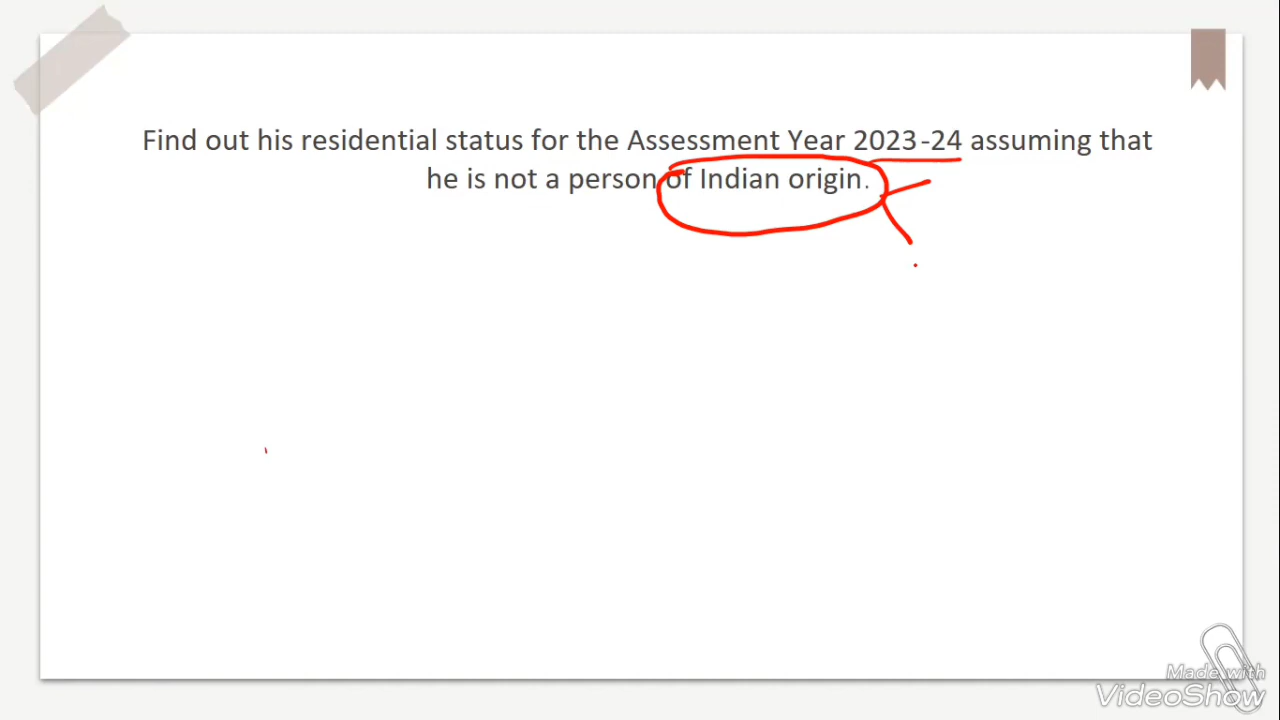 Find out his residential status for the Assessment Year 2023-24 assuming that
he is not a person of Indian origin.
Made with
VideoShow